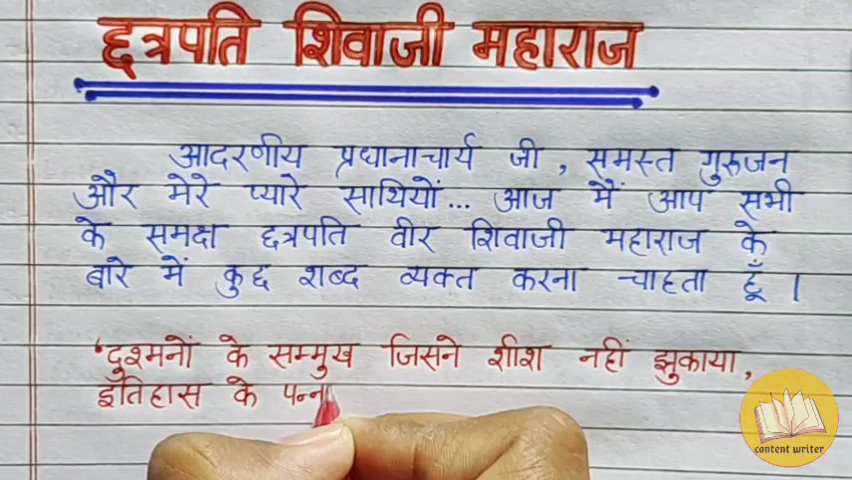 छत्रपति शिवाजी महाराज
आदरणीय प्रधानाचार्य जी, समस्त गुरुजन
और मेरे प्यारे साथियों... आज मैं आप सभी
के समक्ष छत्रपति वीर शिवाजी महाराज के
बारे में कुछ शब्द व्यक्त करना चाहता हूँ।
'दुश्मनों के सम्मुख जिसने शीश नहीं झुकाया,
इतिहास के पन्न
content writer